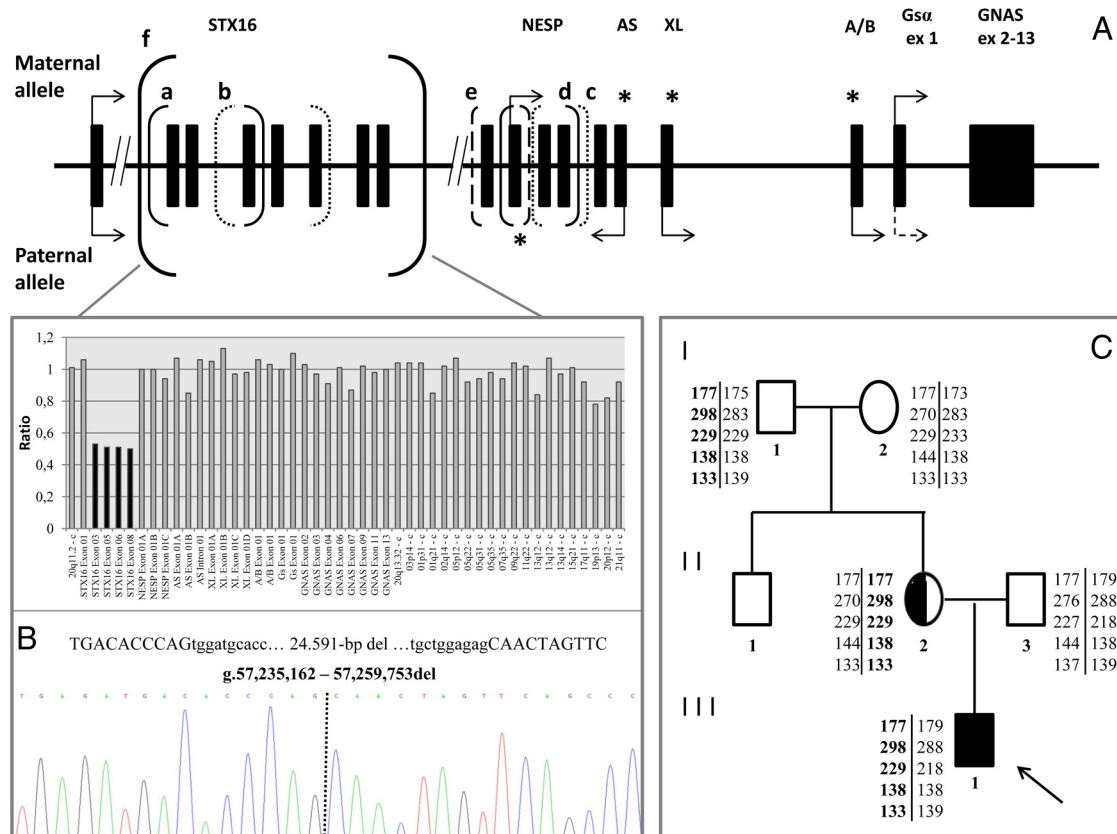 STX16 NESP AS XL A/B Gsα ex 1 GNAS ex 2-13 A
Maternal allele
f a b e d c * * *
*
Paternal allele
Ratio
1,2
1
0,8
0,6
0,4
0,2
0
20q11.2 - c
STX16 Exon 01
STX16 Exon 03
STX16 Exon 05
STX16 Exon 06
STX16 Exon 08
NESP Exon 01A
NESP Exon 01B
NESP Exon 01C
AS Exon 01A
AS Exon 01B
AS Intron 01
XL Exon 01A
XL Exon 01B
XL Exon 01C
XL Exon 01D
A/B Exon 01
A/B Exon 01
Gs Exon 01
Gs Exon 01
GNAS Exon 02
GNAS Exon 03
GNAS Exon 04
GNAS Exon 06
GNAS Exon 07
GNAS Exon 09
GNAS Exon 11
GNAS Exon 13
20q13.32 - c
03p14 - c
01p31 - c
01q21 - c
02q14 - c
05p12 - c
05q22 - c
05q31 - c
05q35 - c
07q35 - c
09q22 - c
11q22 - c
13q12 - c
13q12 - c
13q14 - c
15q21 - c
17q11 - c
19p13 - c
20p12 - c
21q11 - c
B
TGACACCCAGtggatgcacc... 24.591-bp del ...tgctggagagCAACTAGTTC
g.57,235,162 – 57,259,753del
T G A G A T G A C A C C C A G C A A C T A G T T C A G C C C
C
I
177 175
298 283
229 229
138 138
133 139
1
2
177 173
270 283
229 233
144 138
133 133
II
1
177 177
270 298
229 229
144 138
133 133
2
3
177 179
276 288
227 218
144 138
137 139
III
177 179
298 288
229 218
138 138
133 139
1